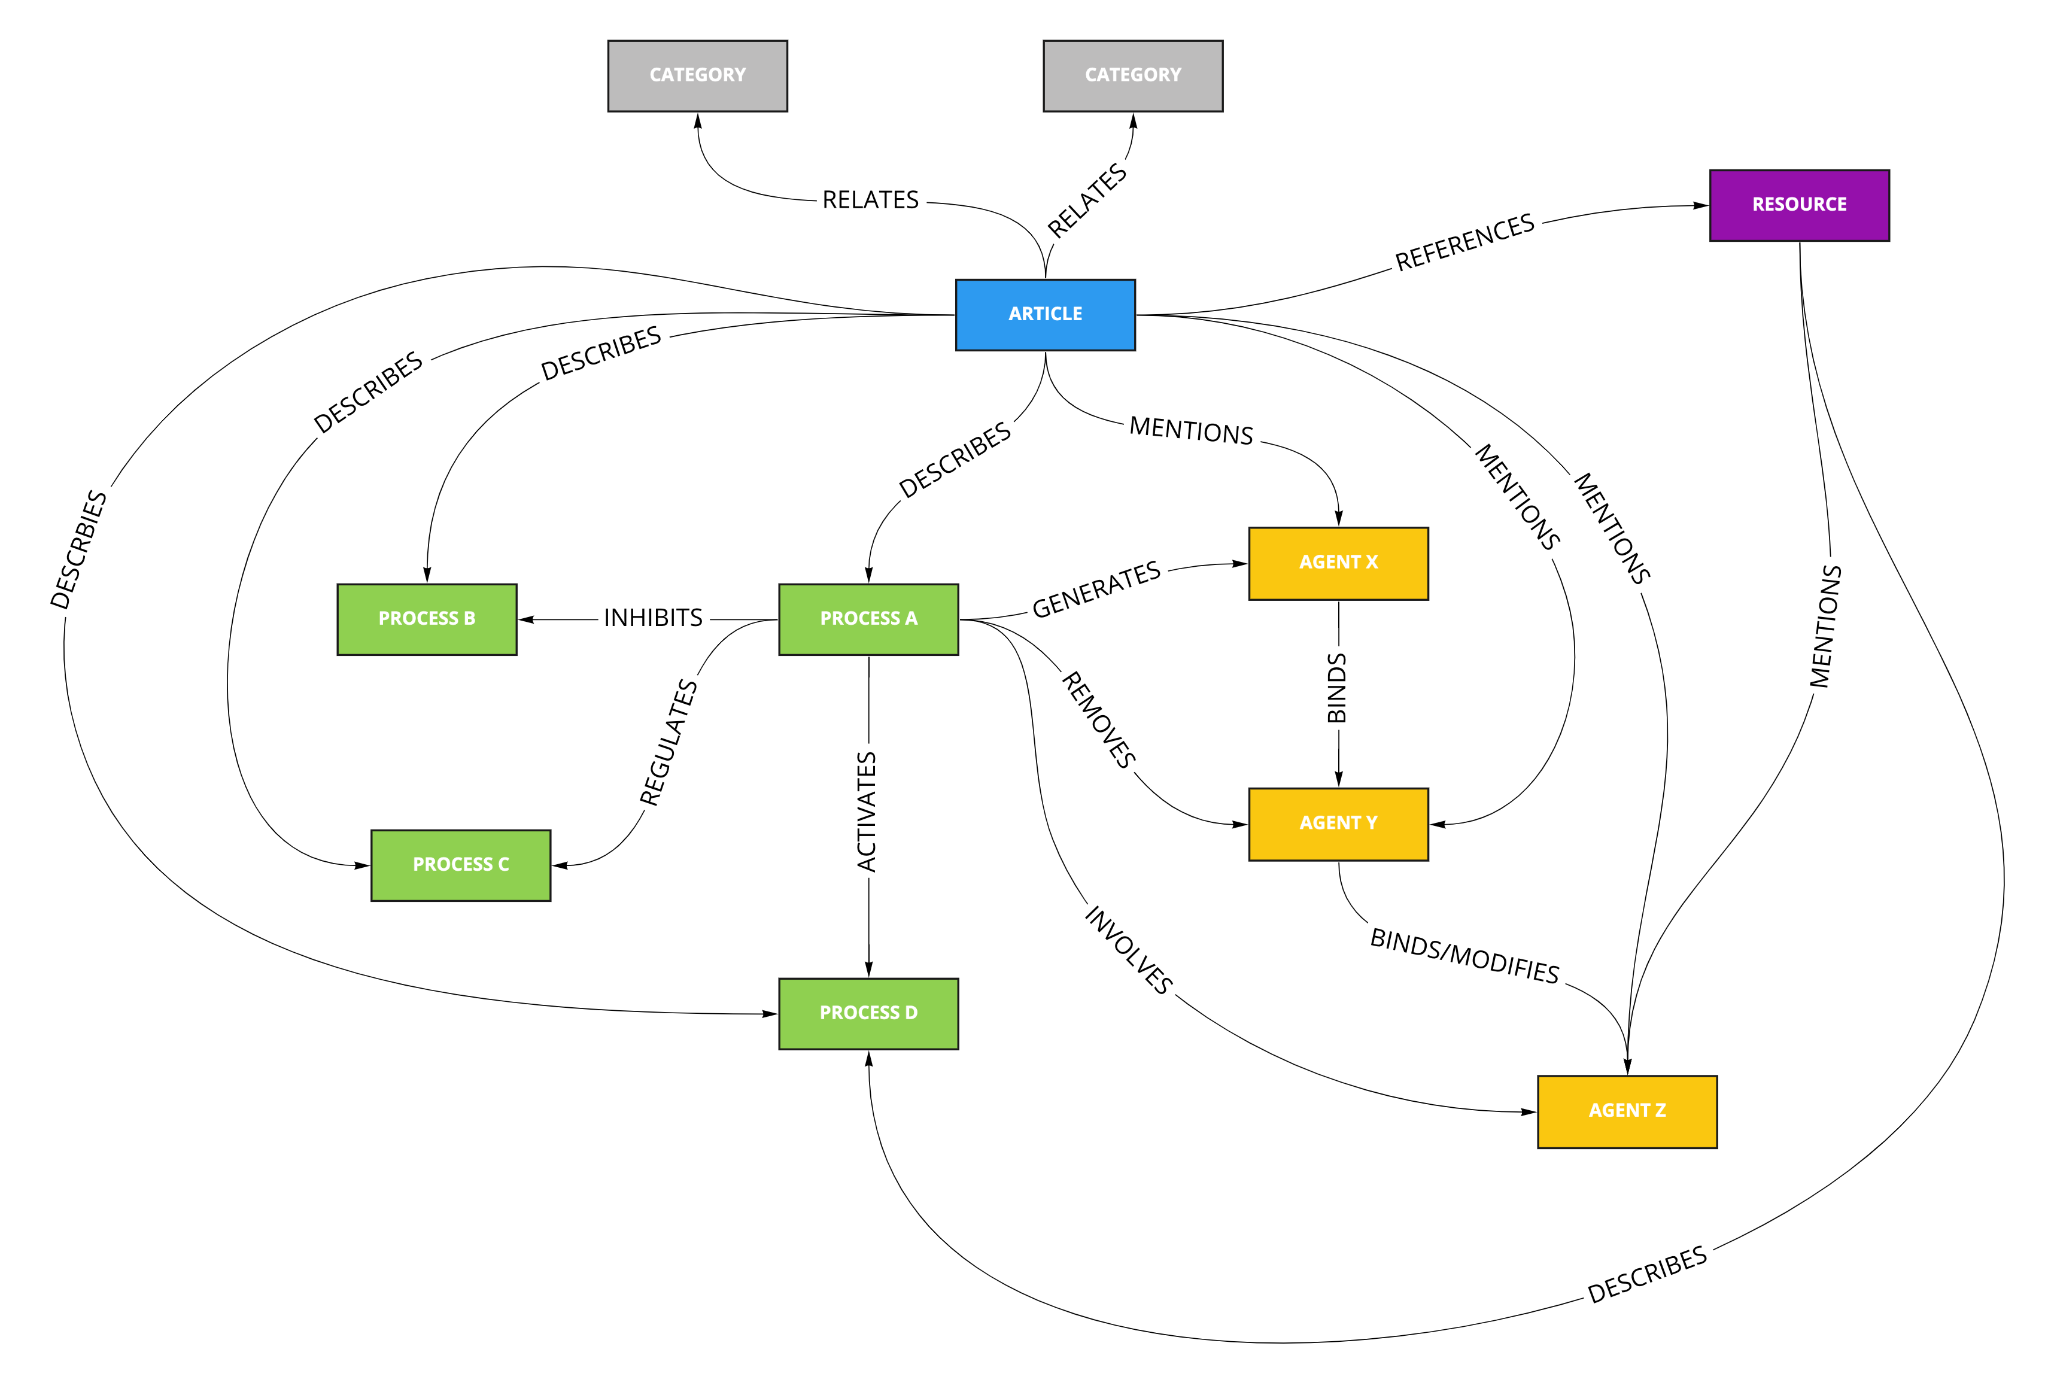 CATEGORY
CATEGORY
RELATES
RELATES
RESOURCE
REFERENCES
ARTICLE
DESCRIBES
DESCRIBES
DESCRIBES
MENTIONS
MENTIONS
MENTIONS
DESCRBIES
AGENT X
GENERATES
PROCESS B
INHIBITS
PROCESS A
MENTIONS
BINDS
REMOVES
REGULATES
ACTIVATES
AGENT Y
PROCESS C
INVOLVES
BINDS/MODIFIES
PROCESS D
AGENT Z
DESCRIBES